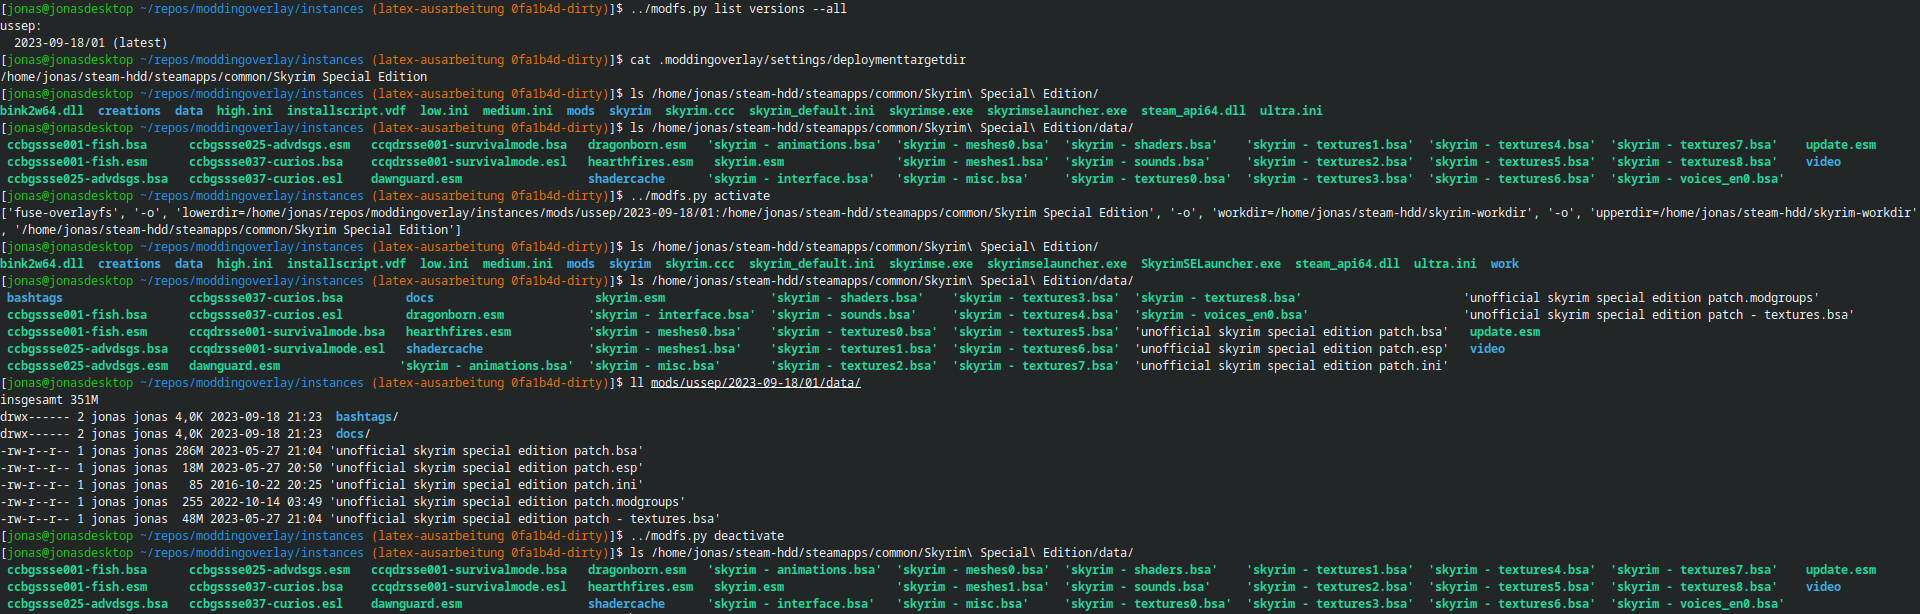 [jonas@jonasdesktop ~/repos/moddingoverlay/instances (latex-ausarbeitung 0fa1b4d-dirty)]$ ../modfs.py list versions --all
ussep:
  2023-09-18/01 (latest)
[jonas@jonasdesktop ~/repos/moddingoverlay/instances (latex-ausarbeitung 0fa1b4d-dirty)]$ cat .moddingoverlay/settings/deploymenttargetdir
/home/jonas/steam-hdd/steamapps/common/Skyrim Special Edition
[jonas@jonasdesktop ~/repos/moddingoverlay/instances (latex-ausarbeitung 0fa1b4d-dirty)]$ ls /home/jonas/steam-hdd/steamapps/common/Skyrim\ Special\ Edition/
bink2w64.dll  creations  data  high.ini  installscript.vdf  low.ini  medium.ini  mods  skyrim  skyrim.ccc  skyrim_default.ini  skyrimse.exe  skyrimselauncher.exe  steam_api64.dll  ultra.ini
[jonas@jonasdesktop ~/repos/moddingoverlay/instances (latex-ausarbeitung 0fa1b4d-dirty)]$ ls /home/jonas/steam-hdd/steamapps/common/Skyrim\ Special\ Edition/data/
ccbgssse001-fish.bsa  ccbgssse025-advdsgs.esm  ccqdrsse001-survivalmode.bsa  dragonborn.esm  'skyrim - animations.bsa'  'skyrim - meshes0.bsa'  'skyrim - shaders.bsa'  'skyrim - textures1.bsa'  'skyrim - textures4.bsa'  'skyrim - textures7.bsa'  update.esm
ccbgssse001-fish.esm  ccbgssse037-curios.bsa  ccqdrsse001-survivalmode.esl  hearthfires.esm  skyrim.esm  'skyrim - meshes1.bsa'  'skyrim - sounds.bsa'  'skyrim - textures2.bsa'  'skyrim - textures5.bsa'  'skyrim - textures8.bsa'  video
ccbgssse025-advdsgs.bsa  ccbgssse037-curios.esl  dawnguard.esm  shadercache  'skyrim - interface.bsa'  'skyrim - misc.bsa'  'skyrim - textures0.bsa'  'skyrim - textures3.bsa'  'skyrim - textures6.bsa'  'skyrim - voices_en0.bsa'
[jonas@jonasdesktop ~/repos/moddingoverlay/instances (latex-ausarbeitung 0fa1b4d-dirty)]$ ../modfs.py activate
['fuse-overlayfs', '-o', 'lowerdir=/home/jonas/repos/moddingoverlay/instances/mods/ussep/2023-09-18/01:/home/jonas/steam-hdd/steamapps/common/Skyrim Special Edition', '-o', 'workdir=/home/jonas/steam-hdd/skyrim-workdir', '-o', 'upperdir=/home/jonas/steam-hdd/skyrim-workdir'
, '/home/jonas/steam-hdd/steamapps/common/Skyrim Special Edition']
[jonas@jonasdesktop ~/repos/moddingoverlay/instances (latex-ausarbeitung 0fa1b4d-dirty)]$ ls /home/jonas/steam-hdd/steamapps/common/Skyrim\ Special\ Edition/
bink2w64.dll  creations  data  high.ini  installscript.vdf  low.ini  medium.ini  mods  skyrim  skyrim.ccc  skyrim_default.ini  skyrimse.exe  skyrimselauncher.exe  SkyrimSELauncher.exe  steam_api64.dll  ultra.ini  work
[jonas@jonasdesktop ~/repos/moddingoverlay/instances (latex-ausarbeitung 0fa1b4d-dirty)]$ ls /home/jonas/steam-hdd/steamapps/common/Skyrim\ Special\ Edition/data/
bashtags  ccbgssse037-curios.bsa  docs  skyrim.esm  'skyrim - shaders.bsa'  'skyrim - textures3.bsa'  'skyrim - textures8.bsa'  'unofficial skyrim special edition patch.modgroups'
ccbgssse001-fish.bsa  ccbgssse037-curios.esl  dragonborn.esm  'skyrim - interface.bsa'  'skyrim - sounds.bsa'  'skyrim - textures4.bsa'  'skyrim - voices_en0.bsa'  'unofficial skyrim special edition patch - textures.bsa'
ccbgssse001-fish.esm  ccqdrsse001-survivalmode.bsa  hearthfires.esm  'skyrim - meshes0.bsa'  'skyrim - textures0.bsa'  'skyrim - textures5.bsa'  'unofficial skyrim special edition patch.bsa'  update.esm
ccbgssse025-advdsgs.bsa  ccqdrsse001-survivalmode.esl  shadercache  'skyrim - meshes1.bsa'  'skyrim - textures1.bsa'  'skyrim - textures6.bsa'  'unofficial skyrim special edition patch.esp'  video
ccbgssse025-advdsgs.esm  dawnguard.esm  'skyrim - animations.bsa'  'skyrim - misc.bsa'  'skyrim - textures2.bsa'  'skyrim - textures7.bsa'  'unofficial skyrim special edition patch.ini'
[jonas@jonasdesktop ~/repos/moddingoverlay/instances (latex-ausarbeitung 0fa1b4d-dirty)]$ ll mods/ussep/2023-09-18/01/data/
insgesamt 351M
drwx------ 2 jonas jonas 4,0K 2023-09-18 21:23  bashtags/
drwx------ 2 jonas jonas 4,0K 2023-09-18 21:23  docs/
-rw-r--r-- 1 jonas jonas 286M 2023-05-27 21:04 'unofficial skyrim special edition patch.bsa'
-rw-r--r-- 1 jonas jonas  18M 2023-05-27 20:50 'unofficial skyrim special edition patch.esp'
-rw-r--r-- 1 jonas jonas   85 2016-10-22 20:25 'unofficial skyrim special edition patch.ini'
-rw-r--r-- 1 jonas jonas  255 2022-10-14 03:49 'unofficial skyrim special edition patch.modgroups'
-rw-r--r-- 1 jonas jonas  48M 2023-05-27 21:04 'unofficial skyrim special edition patch - textures.bsa'
[jonas@jonasdesktop ~/repos/moddingoverlay/instances (latex-ausarbeitung 0fa1b4d-dirty)]$ ../modfs.py deactivate
[jonas@jonasdesktop ~/repos/moddingoverlay/instances (latex-ausarbeitung 0fa1b4d-dirty)]$ ls /home/jonas/steam-hdd/steamapps/common/Skyrim\ Special\ Edition/data/
ccbgssse001-fish.bsa  ccbgssse025-advdsgs.esm  ccqdrsse001-survivalmode.bsa  dragonborn.esm  'skyrim - animations.bsa'  'skyrim - meshes0.bsa'  'skyrim - shaders.bsa'  'skyrim - textures1.bsa'  'skyrim - textures4.bsa'  'skyrim - textures7.bsa'  update.esm
ccbgssse001-fish.esm  ccbgssse037-curios.bsa  ccqdrsse001-survivalmode.esl  hearthfires.esm  skyrim.esm  'skyrim - meshes1.bsa'  'skyrim - sounds.bsa'  'skyrim - textures2.bsa'  'skyrim - textures5.bsa'  'skyrim - textures8.bsa'  video
ccbgssse025-advdsgs.bsa  ccbgssse037-curios.esl  dawnguard.esm  shadercache  'skyrim - interface.bsa'  'skyrim - misc.bsa'  'skyrim - textures0.bsa'  'skyrim - textures3.bsa'  'skyrim - textures6.bsa'  'skyrim - voices_en0.bsa'